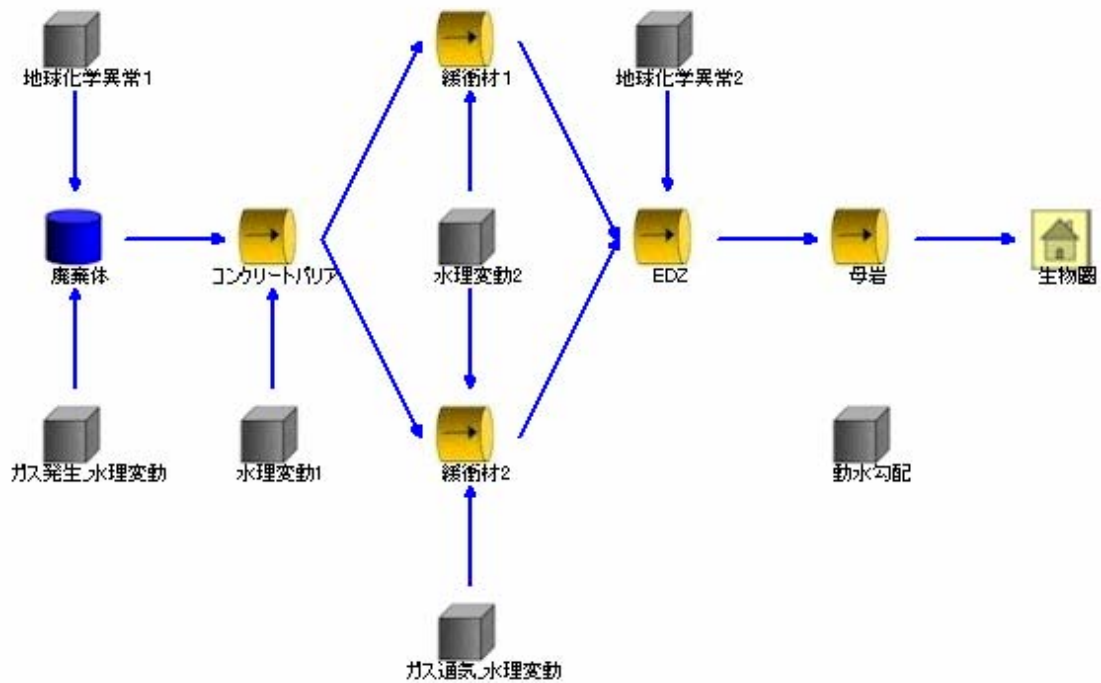 地球化学異常1
緩衝材1
地球化学異常2
廃棄体
コンクリートバリア
水理変動2
EDZ
母岩
生物圏
ガス発生_水理変動
水理変動1
緩衝材2
動水勾配
ガス通気_水理変動